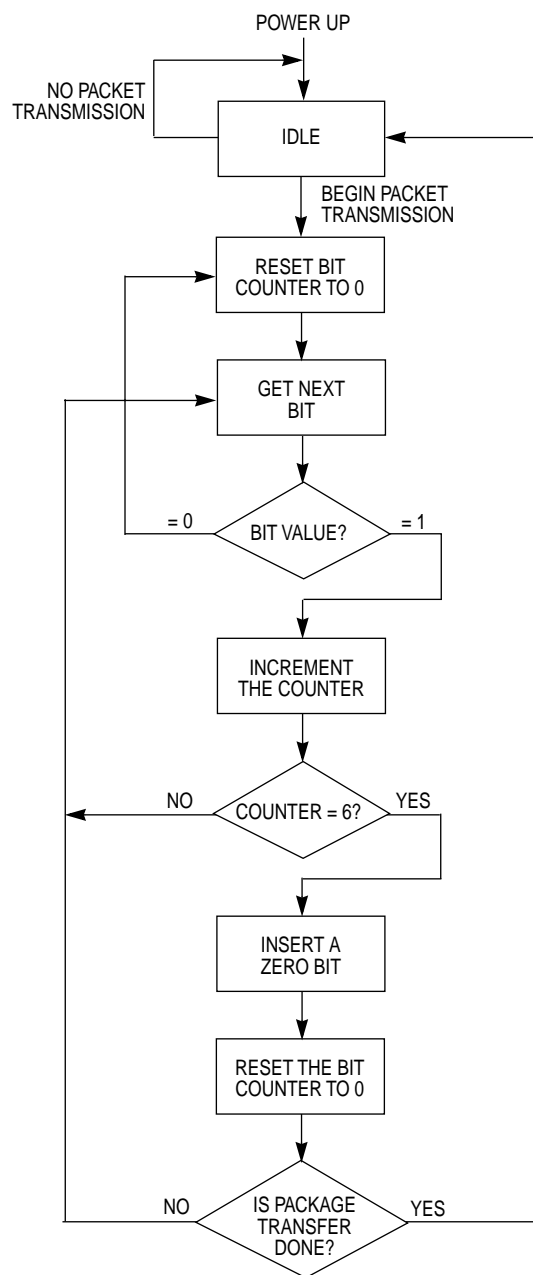 POWER UP
NO PACKET
TRANSMISSION
IDLE
BEGIN PACKET
TRANSMISSION
RESET BIT
COUNTER TO 0
GET NEXT
BIT
= 0
BIT VALUE?
= 1
INCREMENT
THE COUNTER
NO
COUNTER = 6?
YES
INSERT A
ZERO BIT
RESET THE BIT
COUNTER TO 0
NO
IS PACKAGE
TRANSFER
DONE?
YES